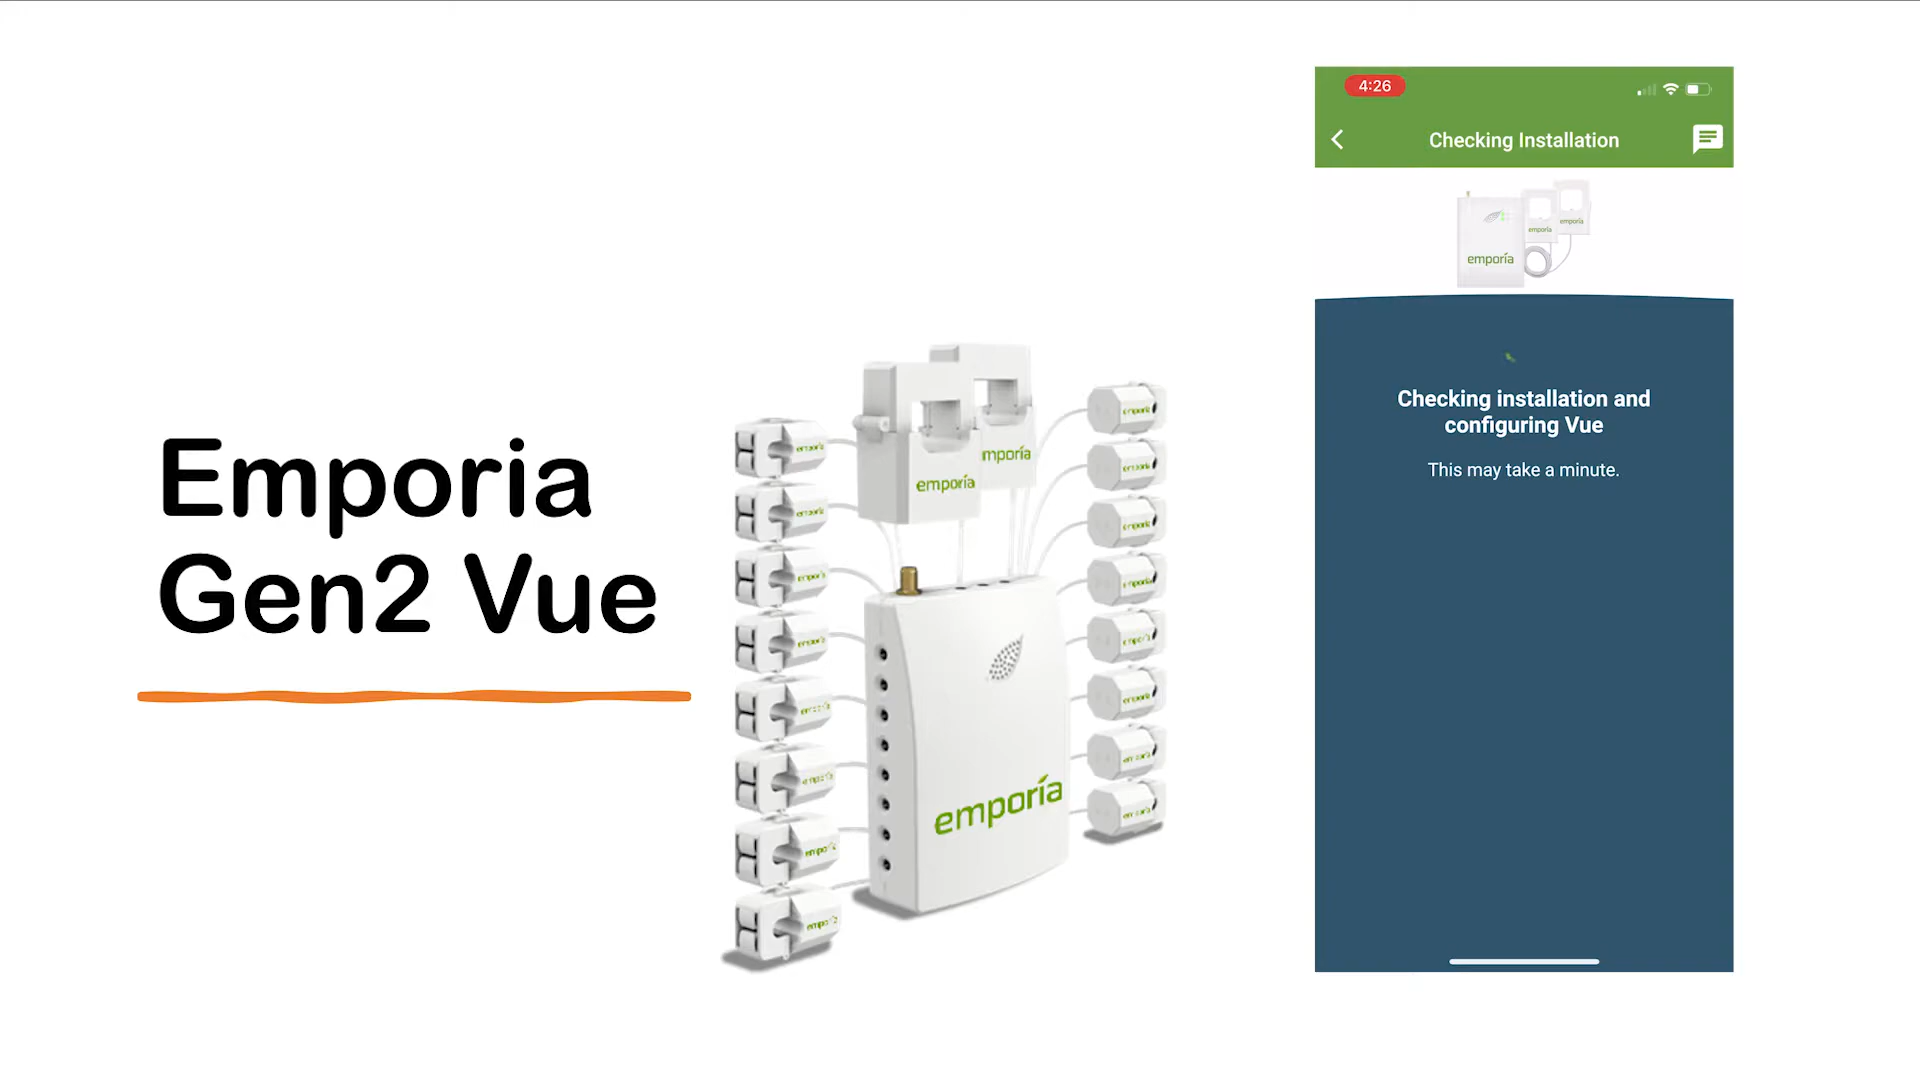 Emporia
Gen2 Vue
emporia
mporia
emporia
4:26
Checking Installation
emporia
emporia
emporia
Checking installation and
configuring Vue
This may take a minute.